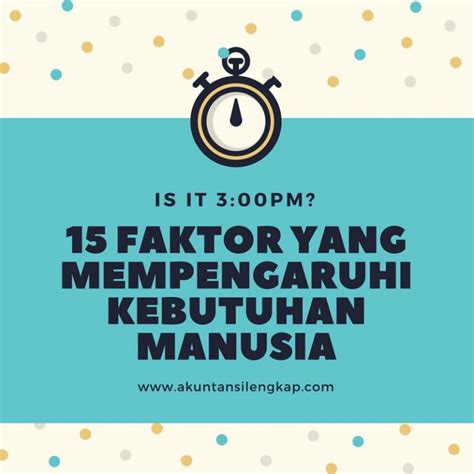 IS IT 3:00PM?
15 FAKTOR YANG
MEMPENGARUHI
KEBUTUHAN
MANUSIA
www.akuntansilengkap.com